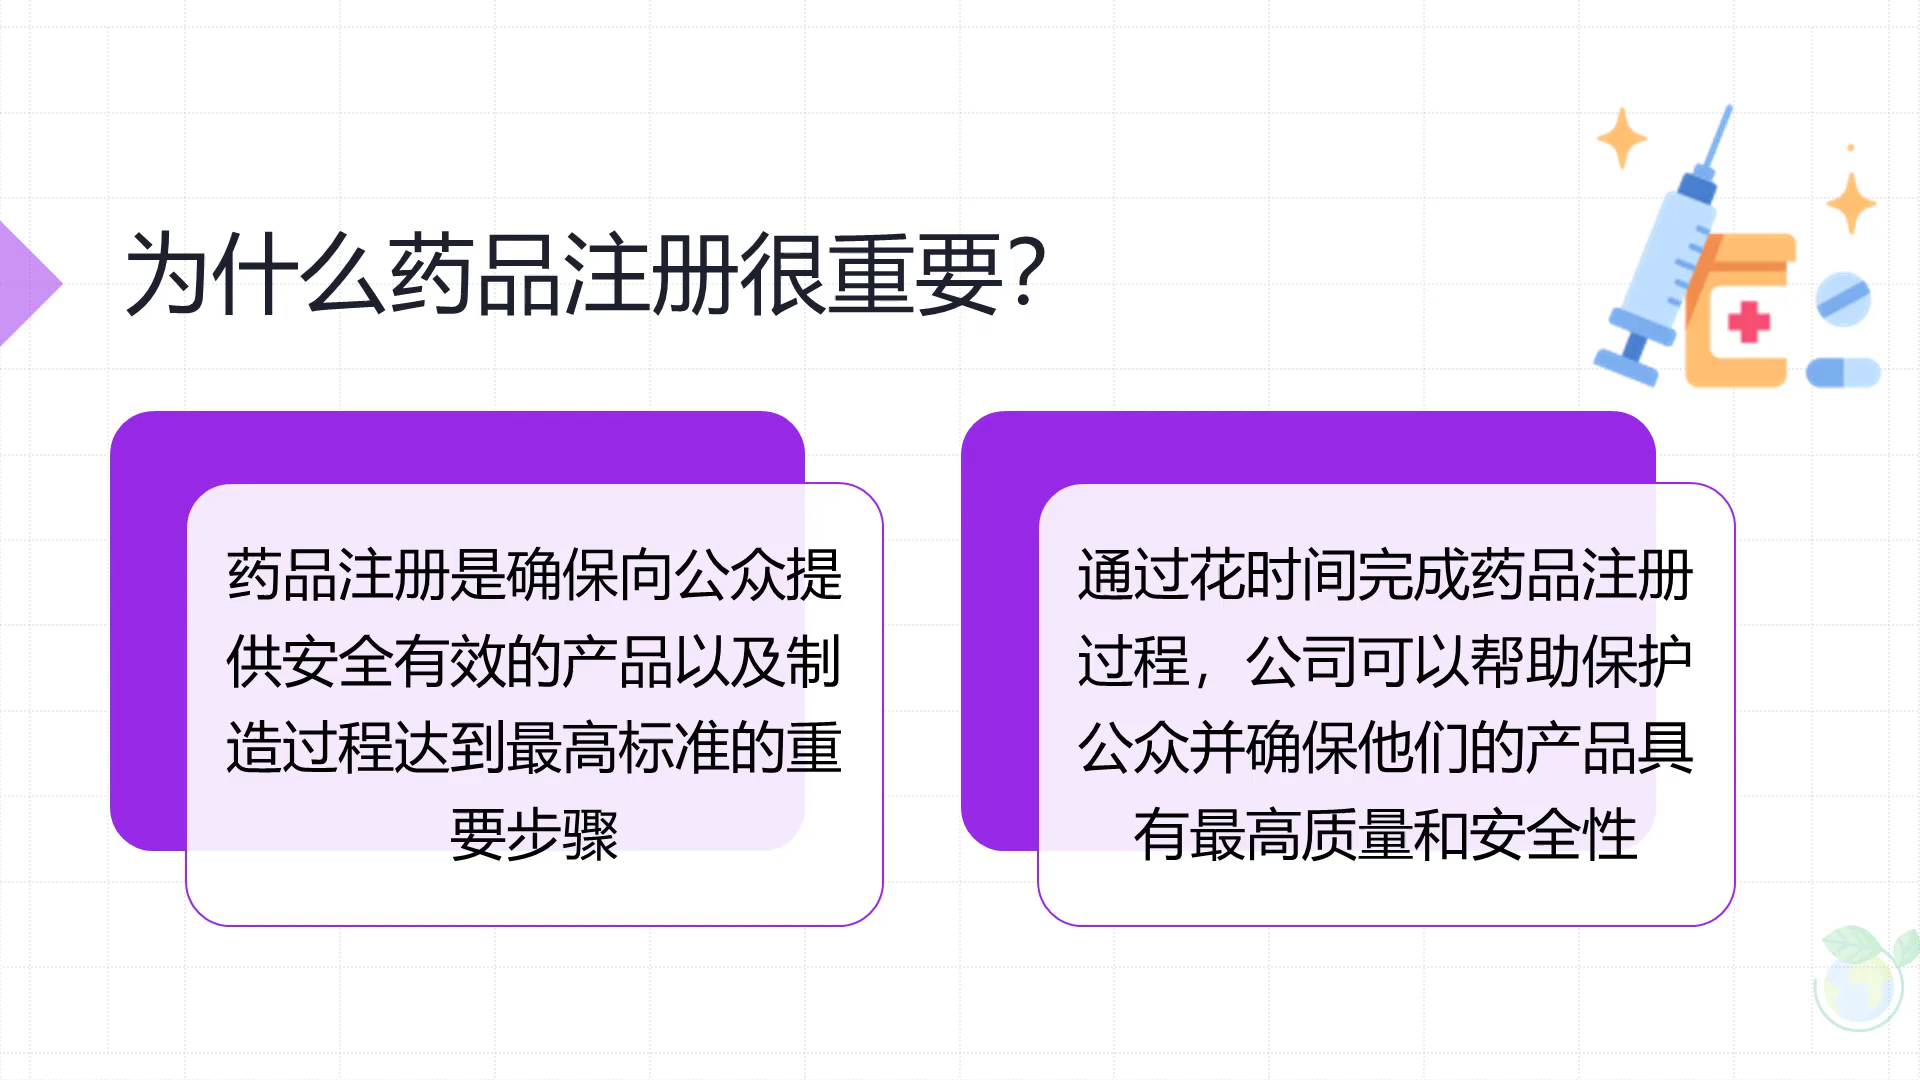 为什么药品注册很重要？
药品注册是确保向公众提
供安全有效的产品以及制
造过程达到最高标准的重
要步骤
通过花时间完成药品注册
过程，公司可以帮助保护
公众并确保他们的产品具
有最高质量和安全性